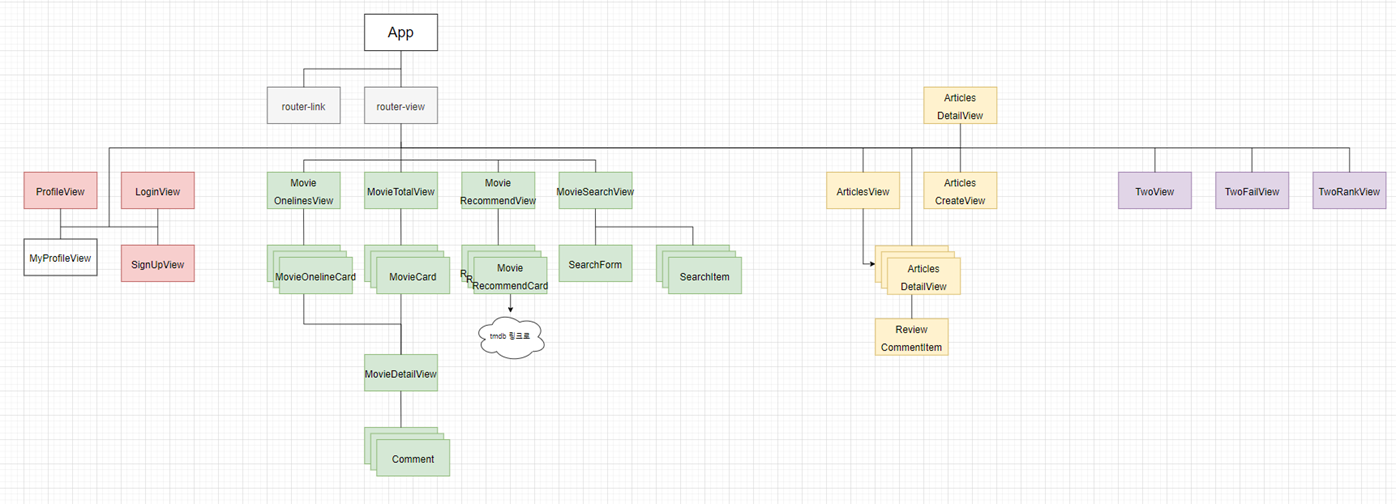 App
router-link
router-view
Articles
DetailView
ProfileView
LoginView
Movie
OnelinesView
MovieTotalView
Movie
RecommendView
MovieSearchView
ArticlesView
Articles
CreateView
TwoView
TwoFailView
TwoRankView
MyProfileView
SignUpView
MovieOnelineCard
MovieCard
R
R
Movie
RecommendCard
SearchForm
SearchItem
Articles
DetailView
tmdb 링크로
Review
CommentItem
MovieDetailView
Comment